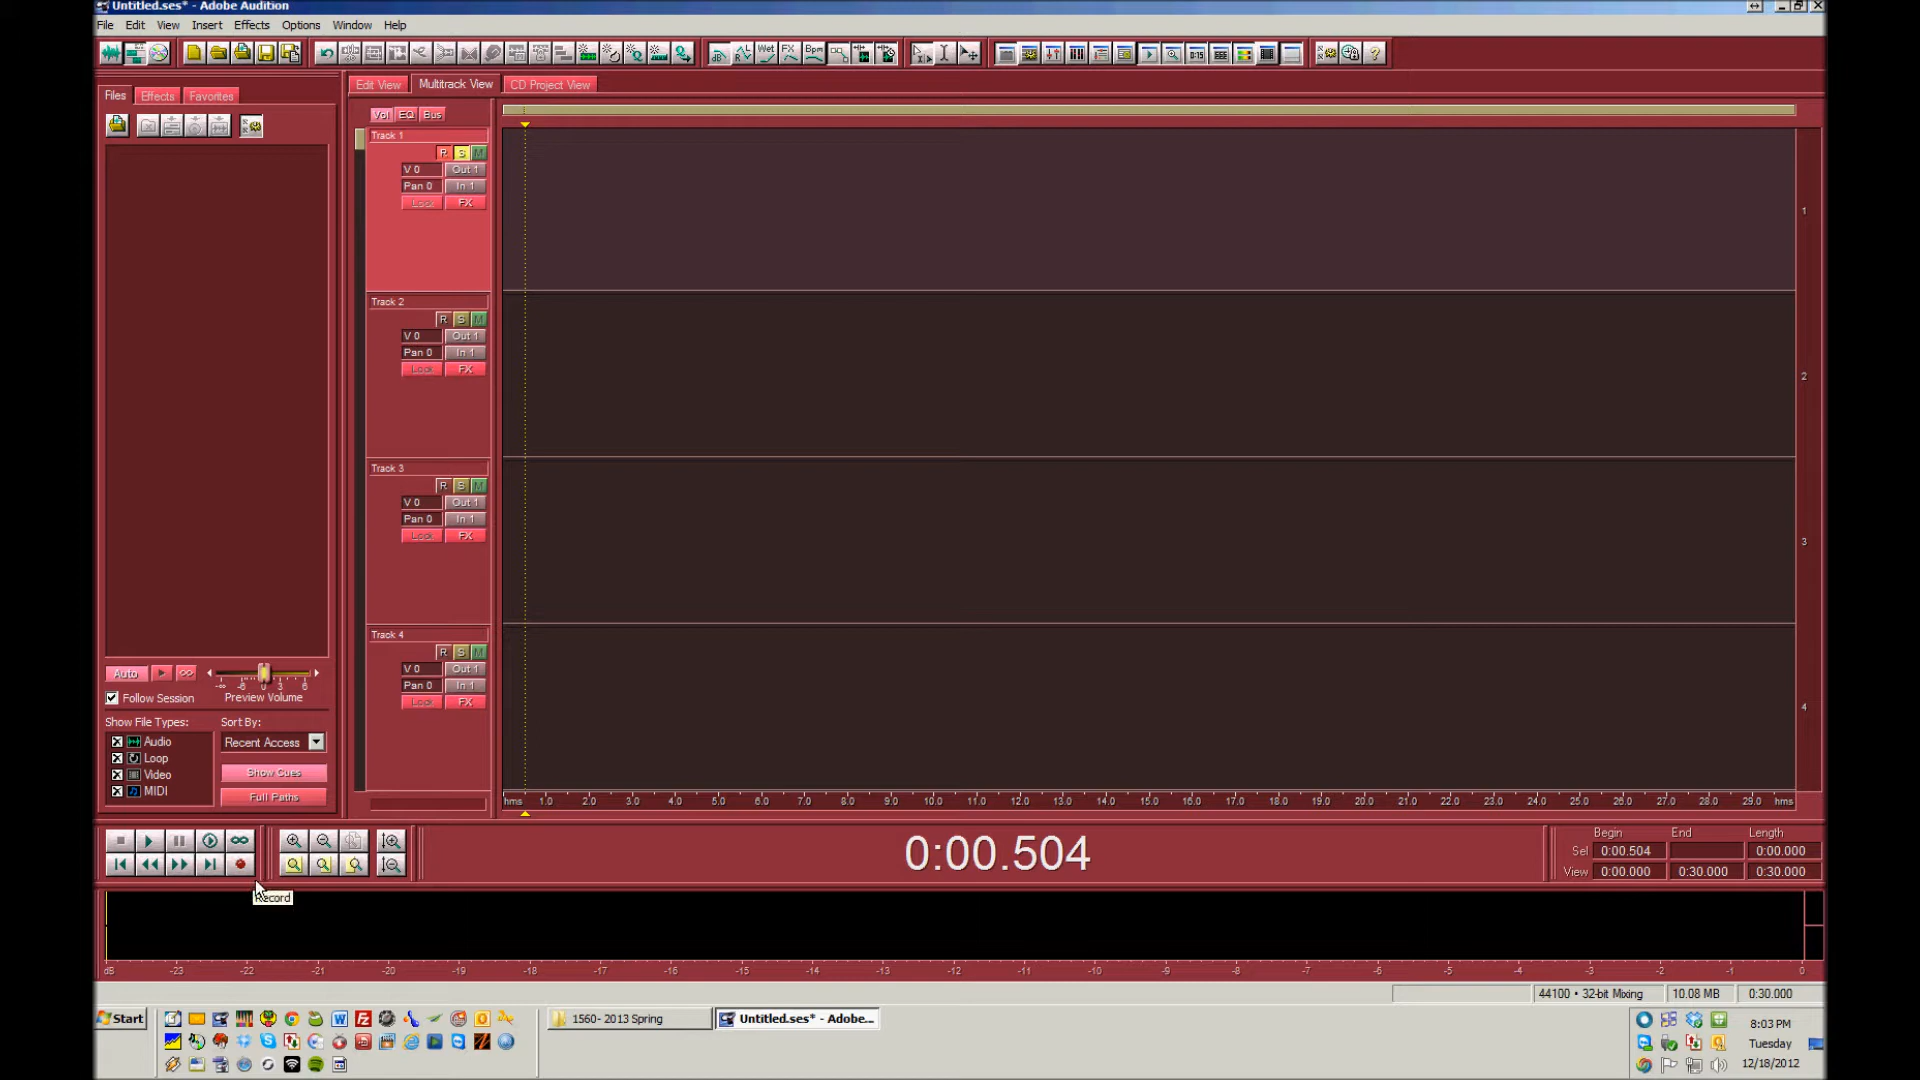 Untitled.ses* - Adobe Audition
File Edit View Insert Effects Options Window Help
Wet FX Bpm
Edit View Multitrack View CD Project View
Files Effects Favorites
Vol EQ Bus
Track 1
R S M
V 0 Out 1
Pan 0 In 1
Lock FX
1
Track 2
R S M
V 0 Out 1
Pan 0 In 1
Lock FX
2
Track 3
R S M
V 0 Out 1
Pan 0 In 1
Lock FX
3
Track 4
R S M
V 0 Out 1
Pan 0 In 1
Lock FX
4
Auto
-∞ -6 0 3 6
Follow Session Preview Volume
Show File Types: Sort By:
Audio
Loop
Video
MIDI
Recent Access
Show Cues
Full Paths
hms 1.0 2.0 3.0 4.0 5.0 6.0 7.0 8.0 9.0 10.0 11.0 12.0 13.0 14.0 15.0 16.0 17.0 18.0 19.0 20.0 21.0 22.0 23.0 24.0 25.0 26.0 27.0 28.0 29.0 hms
0:00.504
Begin End Length
Sel 0:00.504 0:00.000
View 0:00.000 0:30.000 0:30.000
Record
dB -23 -22 -21 -20 -19 -18 -17 -16 -15 -14 -13 -12 -11 -10 -9 -8 -7 -6 -5 -4 -3 -2 -1 0
44100 • 32-bit Mixing 10.08 MB 0:30.000
Start
1560- 2013 Spring
Untitled.ses* - Adobe...
8:03 PM
Tuesday
12/18/2012